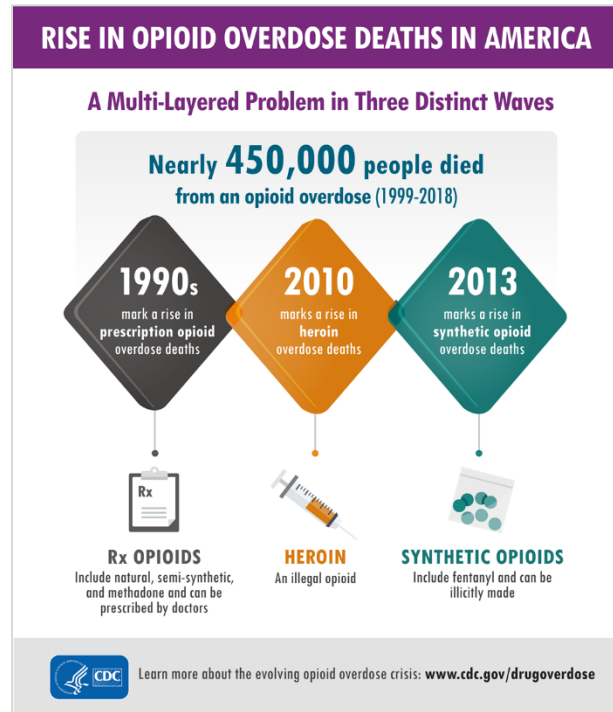 RISE IN OPIOID OVERDOSE DEATHS IN AMERICA
A Multi-Layered Problem in Three Distinct Waves
Nearly 450,000 people died
from an opioid overdose (1999-2018)
1990s
mark a rise in
prescription opioid
overdose deaths
2010
marks a rise in
heroin
overdose deaths
2013
marks a rise in
synthetic opioid
overdose deaths
Rx
Rx OPIOIDS
Include natural, semi-synthetic,
and methadone and can be
prescribed by doctors
HEROIN
An illegal opioid
SYNTHETIC OPIOIDS
Include fentanyl and can be
illicitly made
CDC
Learn more about the evolving opioid overdose crisis: www.cdc.gov/drugoverdose